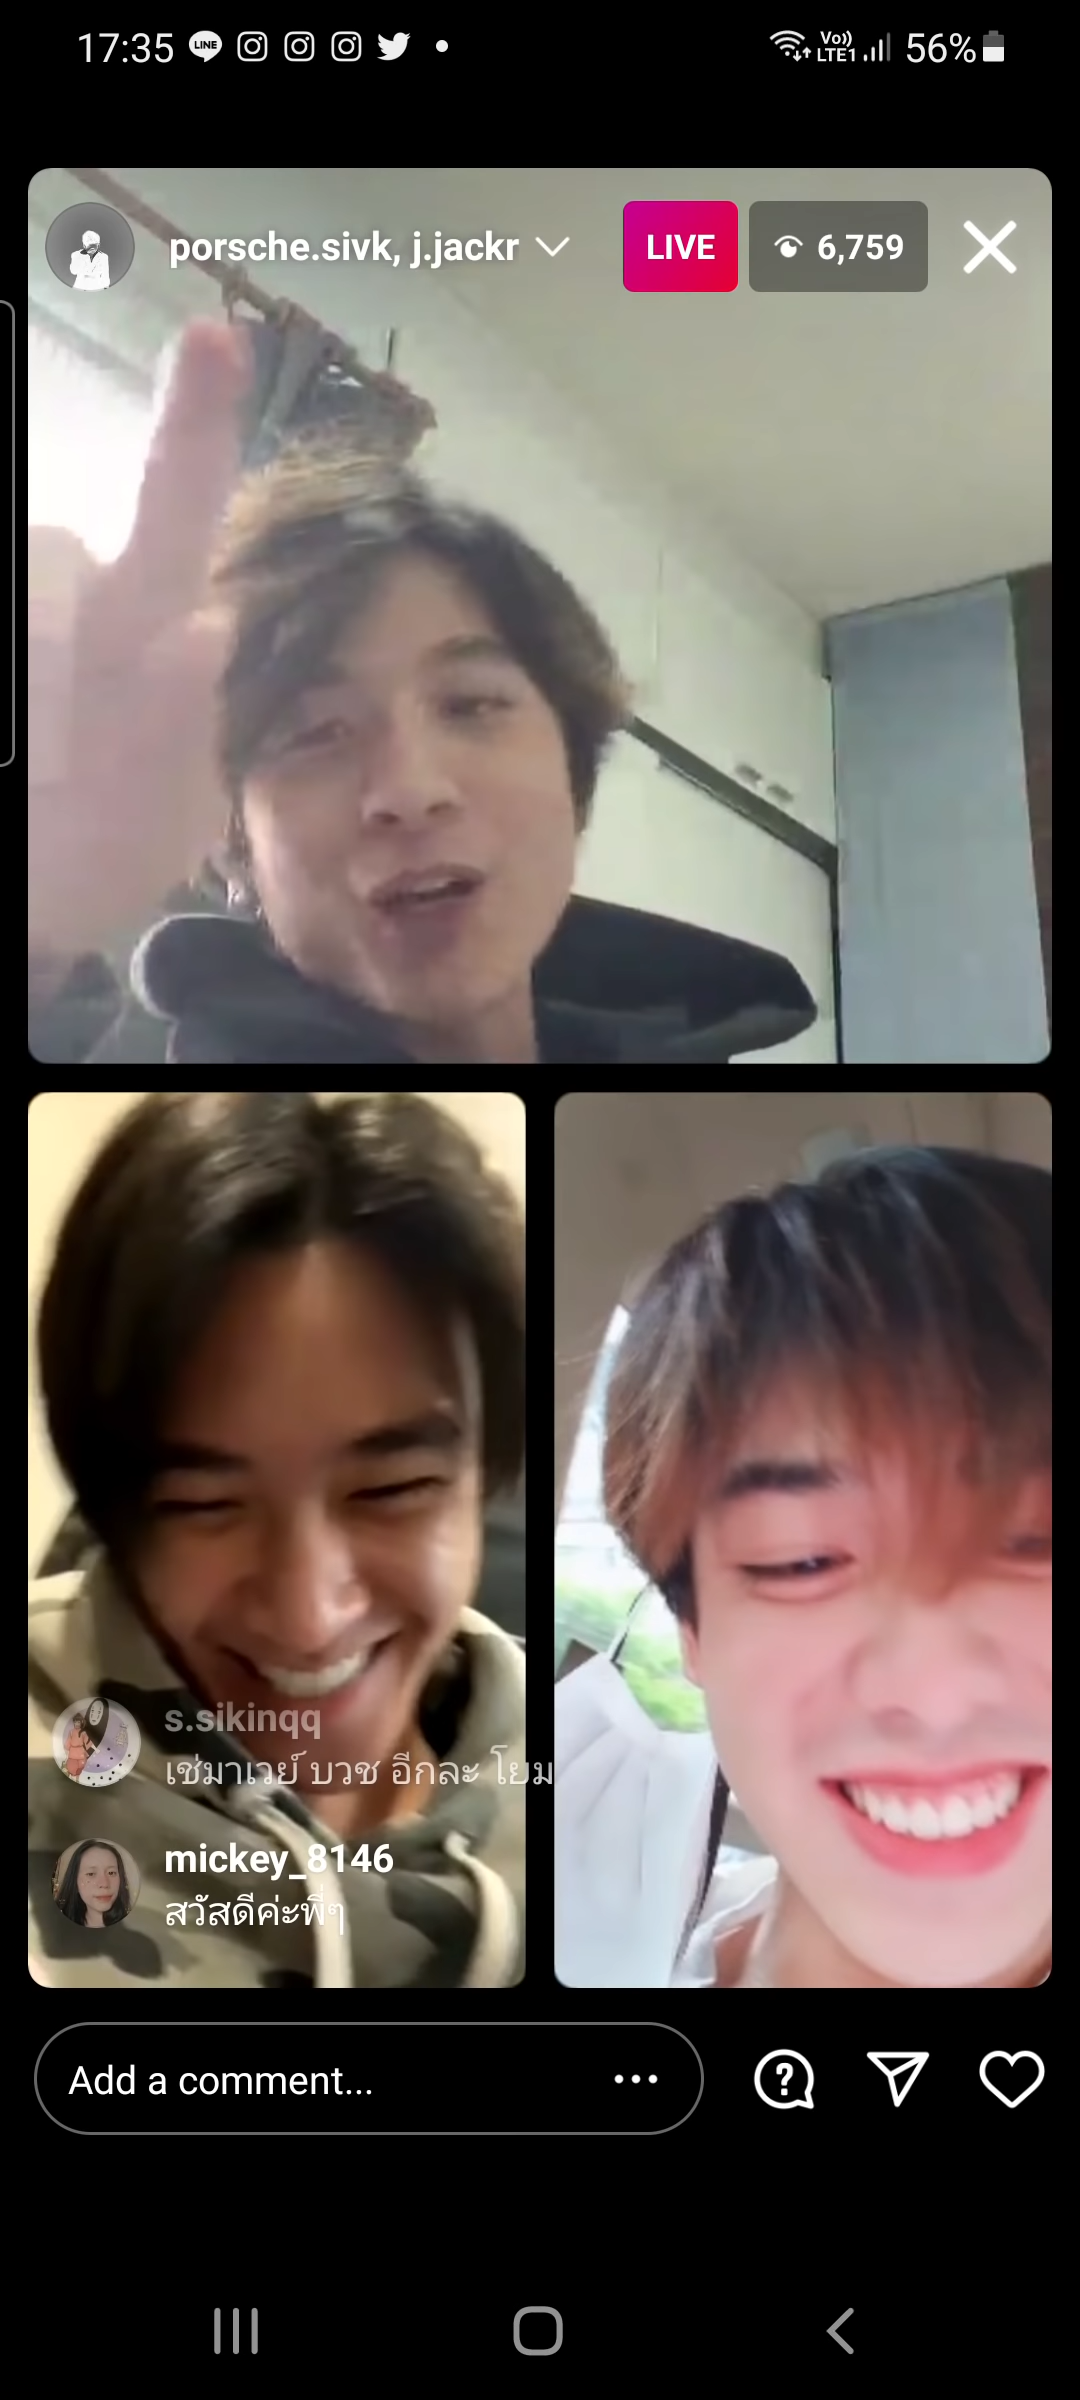 17:35
LINE
Vo))
LTE1
56%
porsche.sivk, j.jackr
LIVE
6,759
s.sikinqq
เช่มาเวย์ บวช อีกละ โยม
mickey_8146
สวัสดีค่ะพี่ๆ
Add a comment...